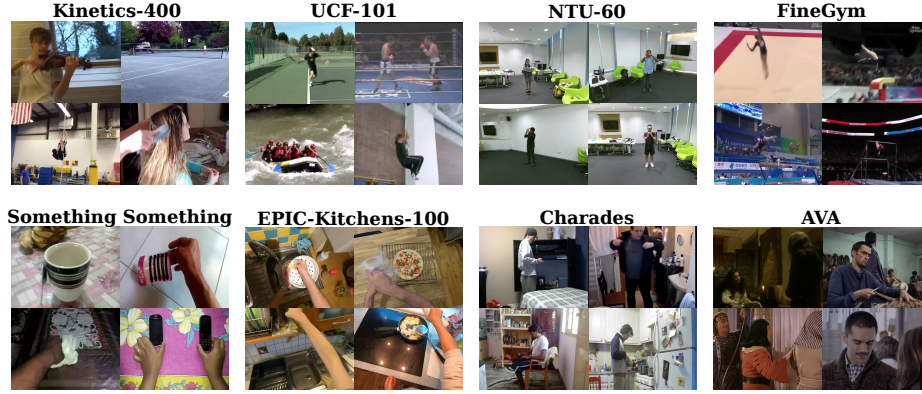 Kinetics-400
UCF-101
NTU-60
FineGym
Something Something
EPIC-Kitchens-100
Charades
AVA